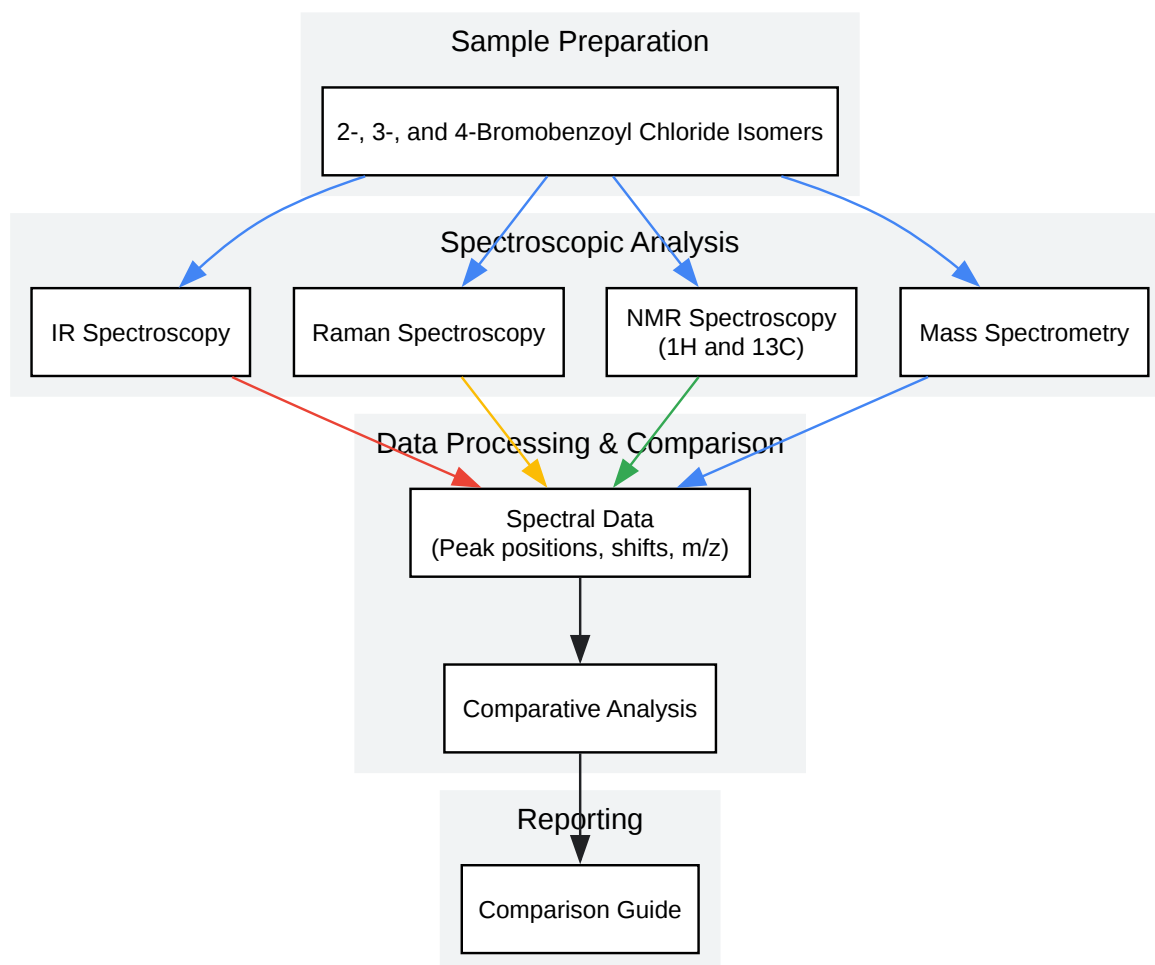 Sample Preparation
2-, 3-, and 4-Bromobenzoyl Chloride Isomers
Spectroscopic Analysis
IR Spectroscopy
Raman Spectroscopy
NMR Spectroscopy
(1H and 13C)
Mass Spectrometry
Data Processing & Comparison
Spectral Data
(Peak positions, shifts, m/z)
Comparative Analysis
Reporting
Comparison Guide